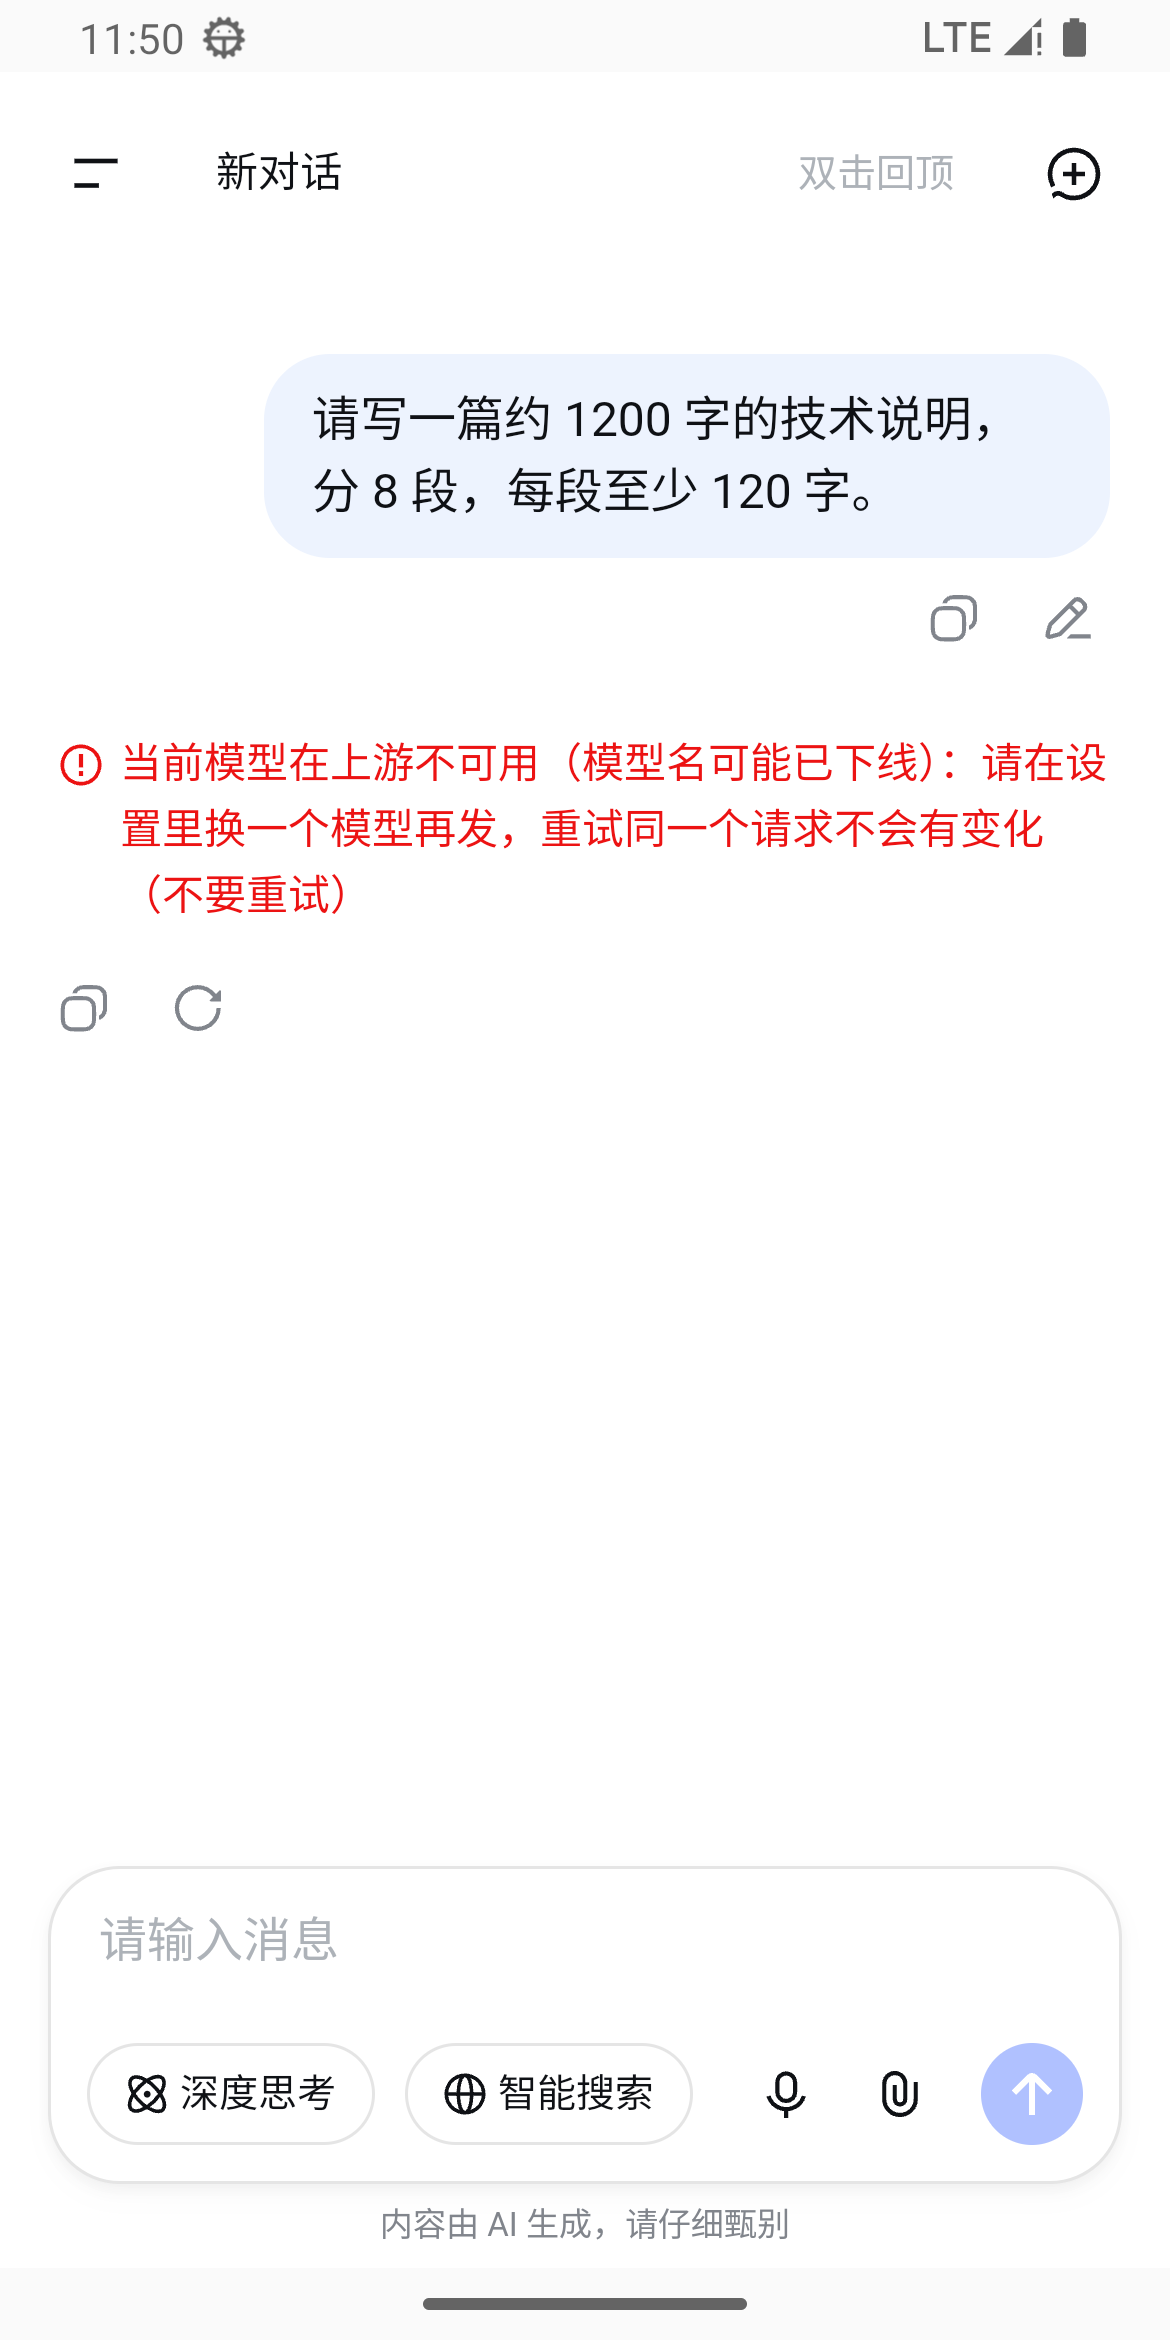 11:50
LTE
新对话
双击回顶
请写一篇约 1200 字的技术说明，
分 8 段，每段至少 120 字。
当前模型在上游不可用（模型名可能已下线）：请在设
置里换一个模型再发，重试同一个请求不会有变化
（不要重试）
请输入消息
深度思考
智能搜索
内容由 AI 生成，请仔细甄别